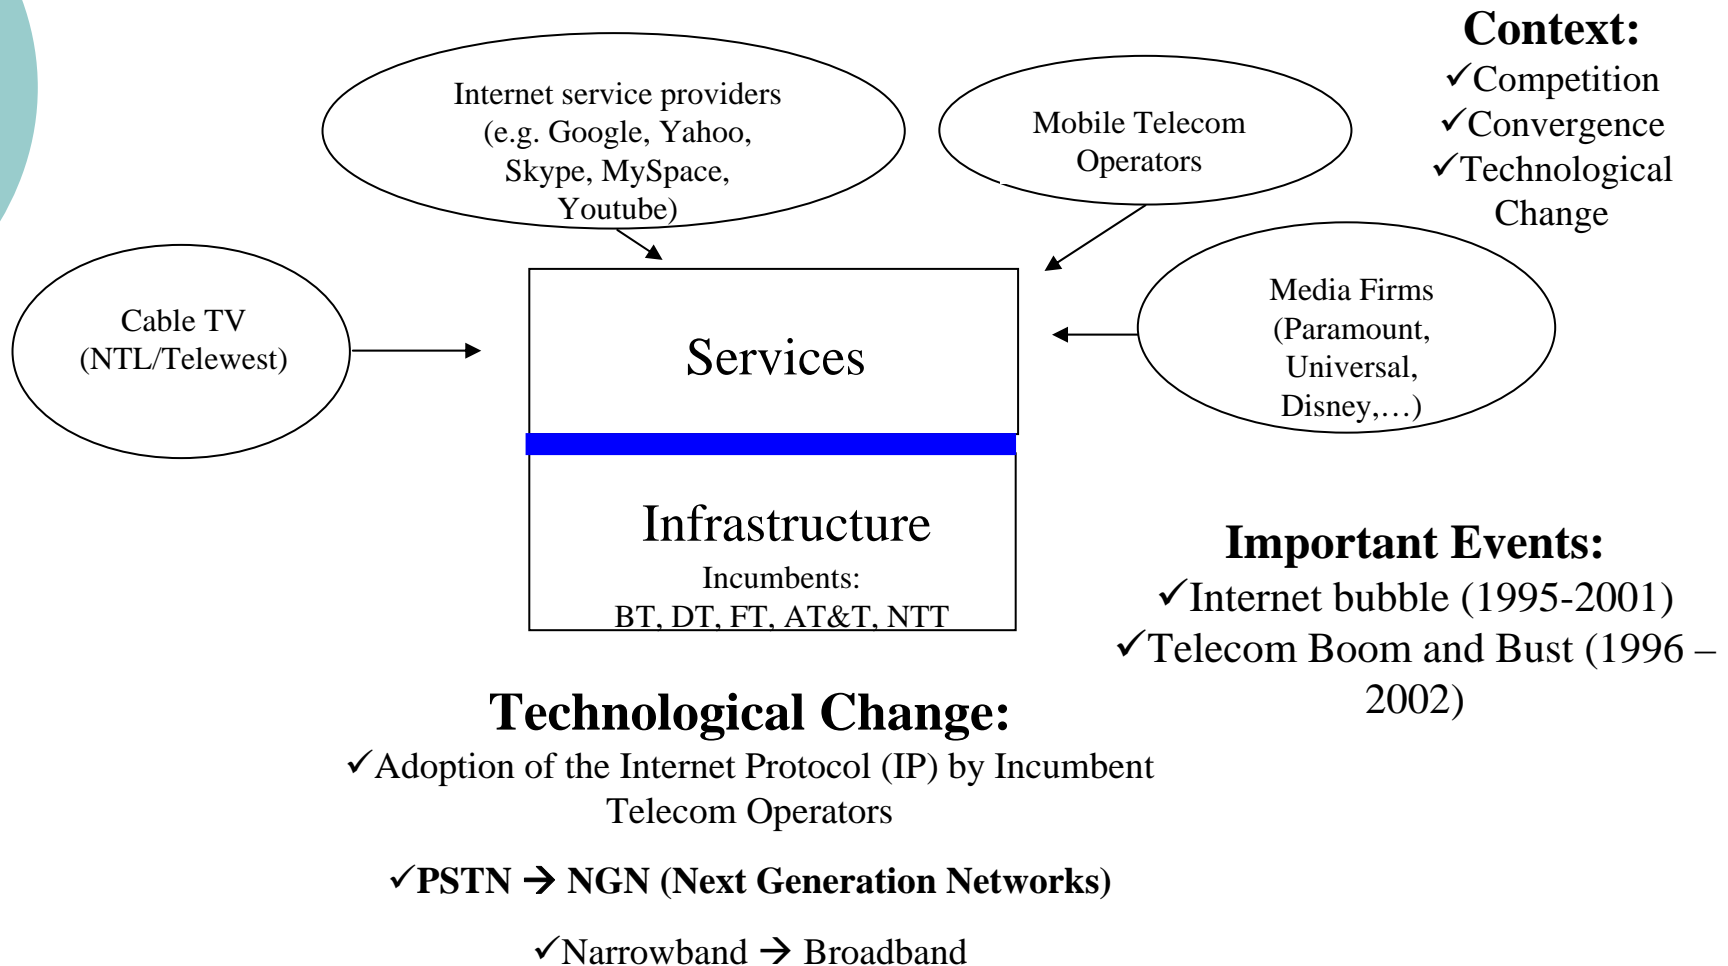 Context:
✓Competition
✓Convergence
✓Technological
Change
Internet service providers
(e.g. Google, Yahoo,
Skype, MySpace,
Youtube)
Mobile Telecom
Operators
Cable TV
(NTL/Telewest)
Services
Media Firms
(Paramount,
Universal,
Disney,…)
Infrastructure
Incumbents:
BT, DT, FT, AT&T, NTT
Important Events:
✓Internet bubble (1995-2001)
✓Telecom Boom and Bust (1996 –
2002)
Technological Change:
✓Adoption of the Internet Protocol (IP) by Incumbent
Telecom Operators
✓PSTN → NGN (Next Generation Networks)
✓Narrowband → Broadband